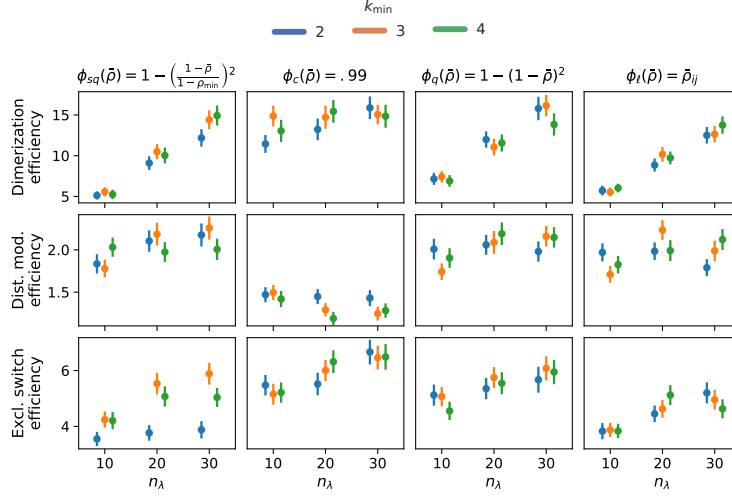 k_min
2 3 4
ϕ_sq(ρ̄) = 1 − ((1−ρ̄)/(1−ρ_min))^2 ϕ_c(ρ̄) = .99 ϕ_q(ρ̄) = 1 − (1 − ρ̄)^2 ϕ_ℓ(ρ̄) = ρ̄_ij
Dimerization
efficiency
15
10
5
Dist. mod.
efficiency
2.0
1.5
Excl. switch
efficiency
6
4
10 20 30 10 20 30 10 20 30 10 20 30
n_λ n_λ n_λ n_λ